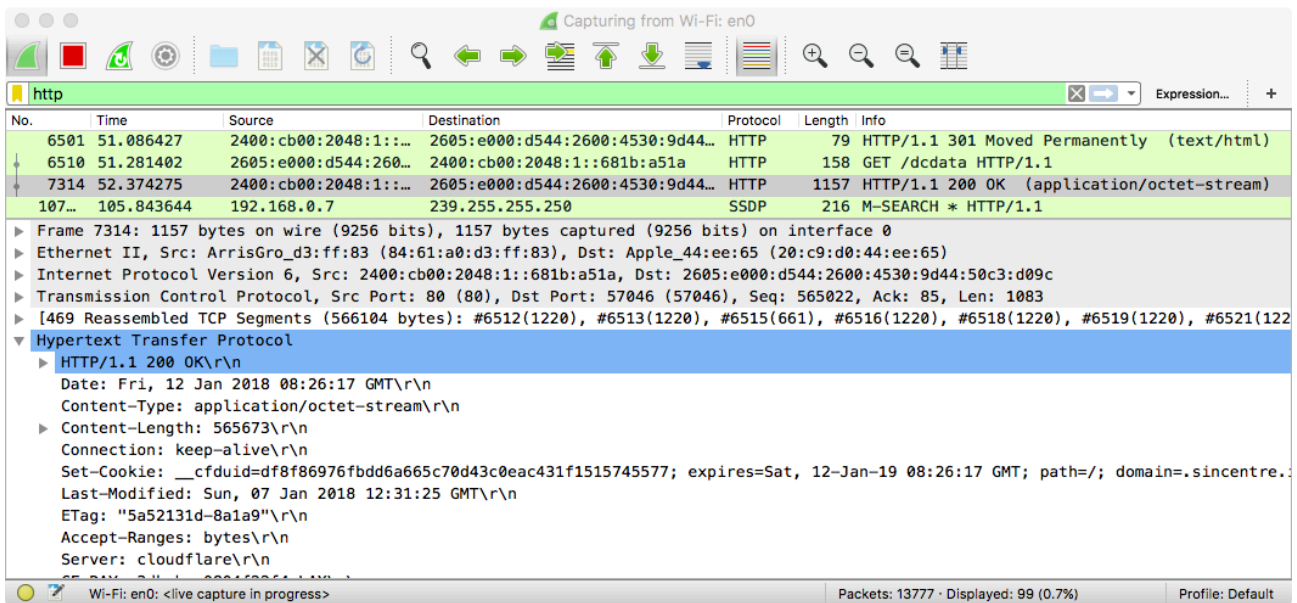 Capturing from Wi-Fi: en0
http Expression... +
No. Time Source Destination Protocol Length Info
6501 51.086427 2400:cb00:2048:1::… 2605:e000:d544:2600:4530:9d44… HTTP 79 HTTP/1.1 301 Moved Permanently (text/html)
6510 51.281402 2605:e000:d544:260… 2400:cb00:2048:1::681b:a51a HTTP 158 GET /dcdata HTTP/1.1
7314 52.374275 2400:cb00:2048:1::… 2605:e000:d544:2600:4530:9d44… HTTP 1157 HTTP/1.1 200 OK (application/octet-stream)
107… 105.843644 192.168.0.7 239.255.255.250 SSDP 216 M-SEARCH * HTTP/1.1
Frame 7314: 1157 bytes on wire (9256 bits), 1157 bytes captured (9256 bits) on interface 0
Ethernet II, Src: ArrisGro_d3:ff:83 (84:61:a0:d3:ff:83), Dst: Apple_44:ee:65 (20:c9:d0:44:ee:65)
Internet Protocol Version 6, Src: 2400:cb00:2048:1::681b:a51a, Dst: 2605:e000:d544:2600:4530:9d44:50c3:d09c
Transmission Control Protocol, Src Port: 80 (80), Dst Port: 57046 (57046), Seq: 565022, Ack: 85, Len: 1083
[469 Reassembled TCP Segments (566104 bytes): #6512(1220), #6513(1220), #6515(661), #6516(1220), #6518(1220), #6519(1220), #6521(122
Hypertext Transfer Protocol
HTTP/1.1 200 OK\r\n
Date: Fri, 12 Jan 2018 08:26:17 GMT\r\n
Content-Type: application/octet-stream\r\n
Content-Length: 565673\r\n
Connection: keep-alive\r\n
Set-Cookie: __cfduid=df8f86976fbdd6a665c70d43c0eac431f1515745577; expires=Sat, 12-Jan-19 08:26:17 GMT; path=/; domain=.sincentre.
Last-Modified: Sun, 07 Jan 2018 12:31:25 GMT\r\n
ETag: "5a52131d-8a1a9"\r\n
Accept-Ranges: bytes\r\n
Server: cloudflare\r\n
Wi-Fi: en0: <live capture in progress> Packets: 13777 · Displayed: 99 (0.7%) Profile: Default